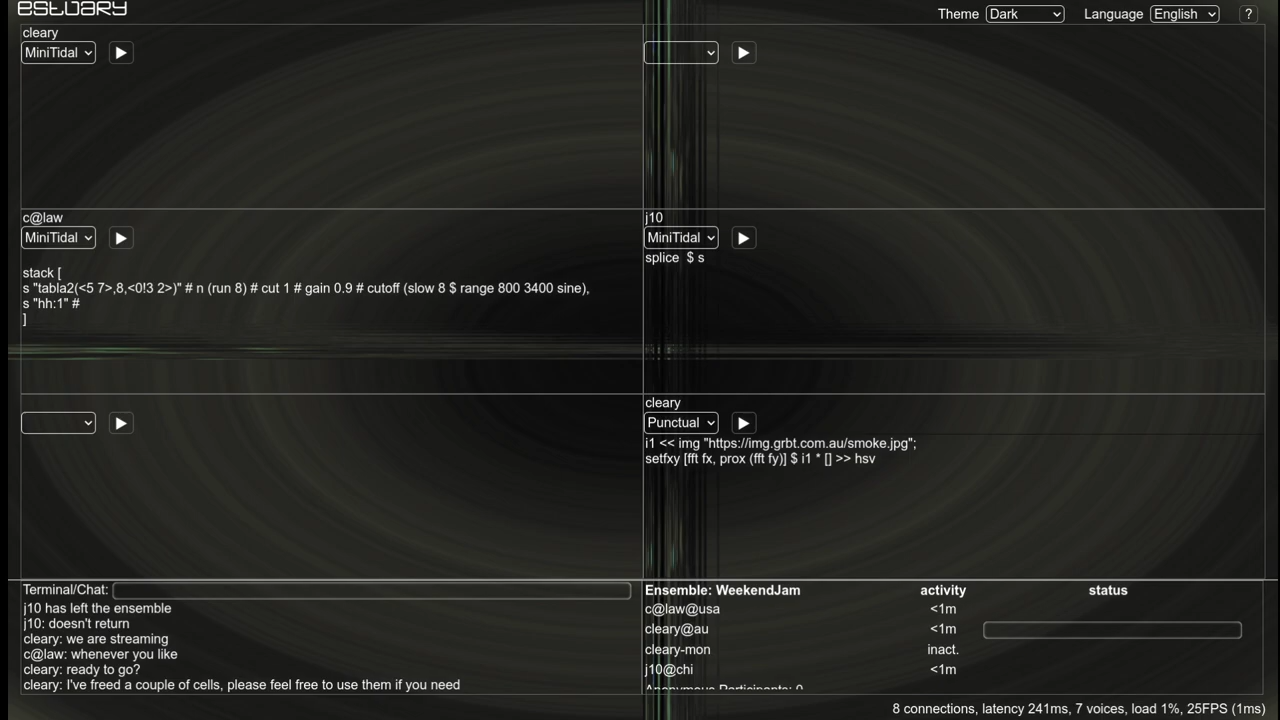 estuary
Theme Dark Language English ?
cleary
MiniTidal
c@law
MiniTidal
stack [
s "tabla2(<5 7>,8,<0!3 2>)" # n (run 8) # cut 1 # gain 0.9 # cutoff (slow 8 $ range 800 3400 sine),
s "hh:1" #
]
j10
MiniTidal
splice  $ s
cleary
Punctual
i1 << img "https://img.grbt.com.au/smoke.jpg";
setfxy [fft fx, prox (fft fy)] $ i1 * [] >> hsv
Terminal/Chat:
j10 has left the ensemble
j10: doesn't return
cleary: we are streaming
c@law: whenever you like
cleary: ready to go?
cleary: I've freed a couple of cells, please feel free to use them if you need
Ensemble: WeekendJam activity status
c@law@usa <1m
cleary@au <1m
cleary-mon inact.
j10@chi <1m
Anonymous Participants: 0
8 connections, latency 241ms, 7 voices, load 1%, 25FPS (1ms)